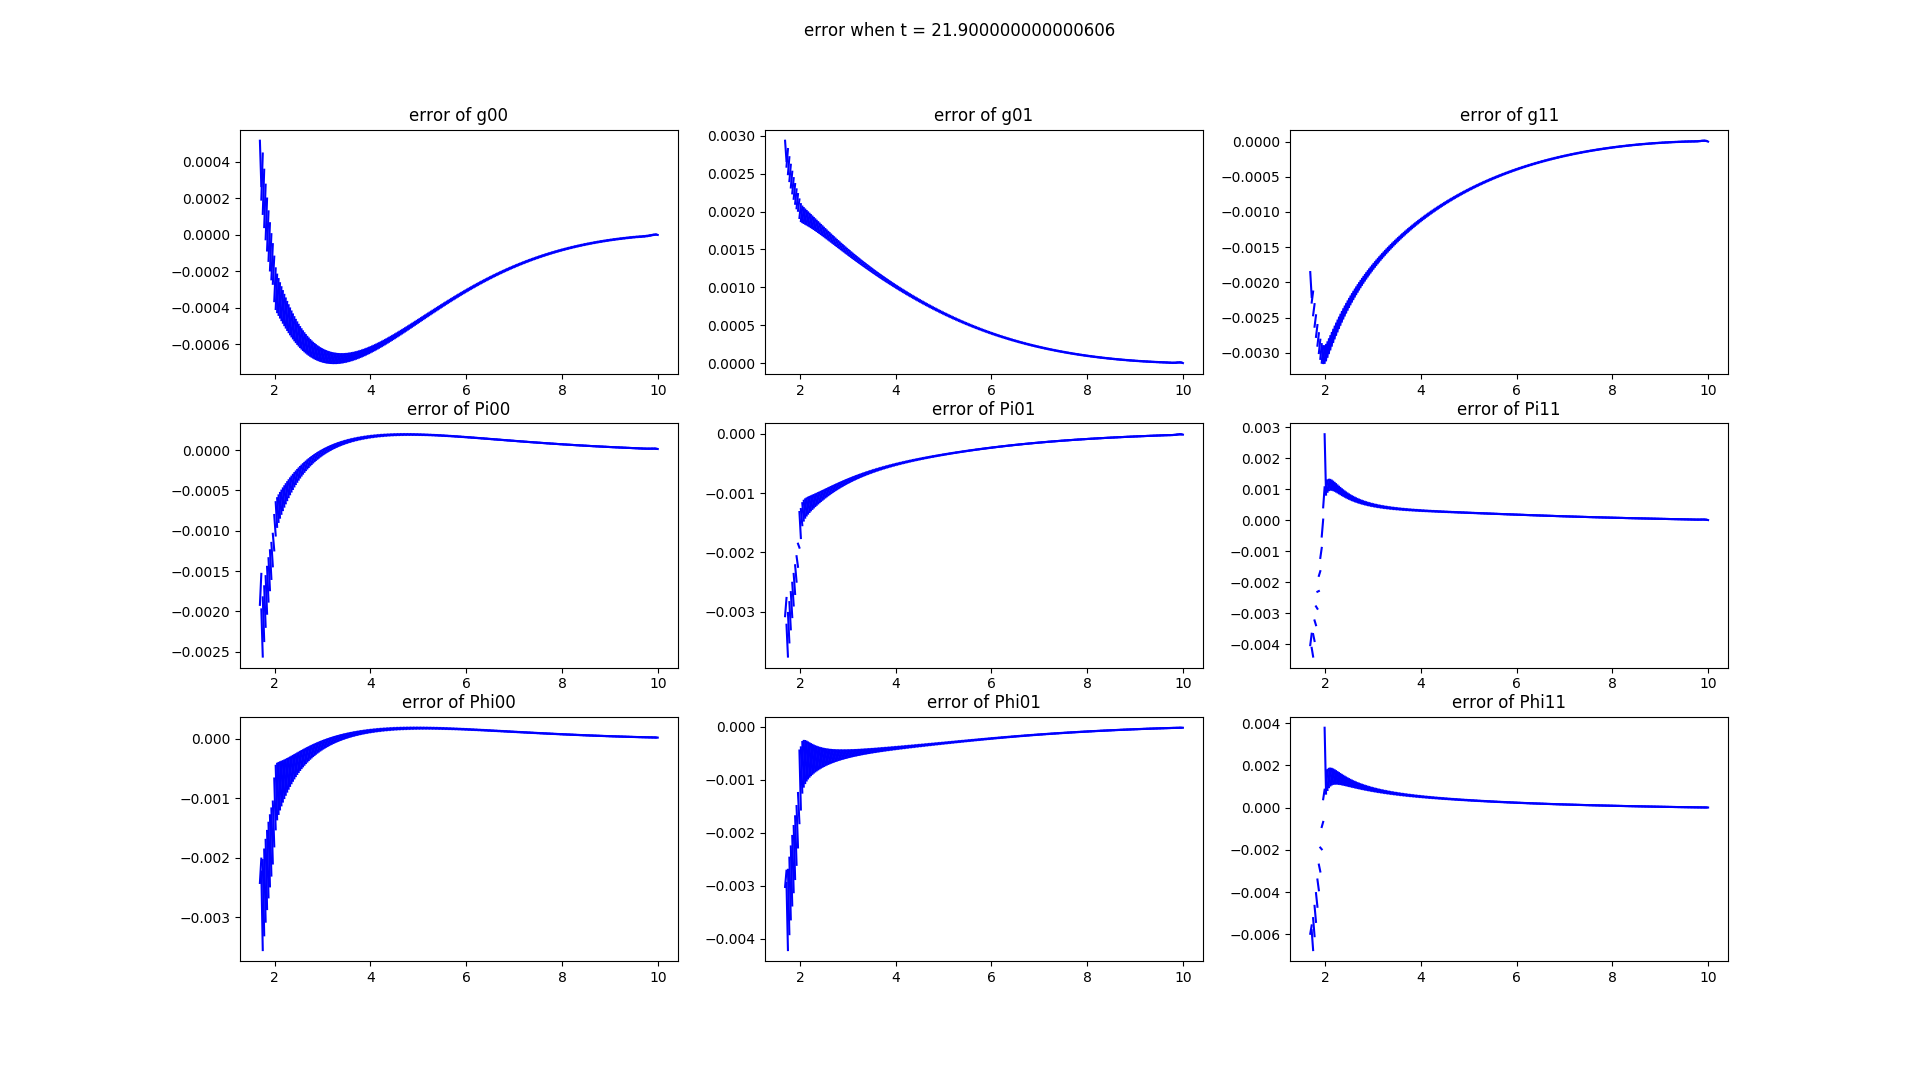 error when t = 21.900000000000606
error of g00
error of g01
error of g11
0.0004
0.0002
0.0000
−0.0002
−0.0004
−0.0006
2 4 6 8 10
0.0030
0.0025
0.0020
0.0015
0.0010
0.0005
0.0000
2 4 6 8 10
0.0000
−0.0005
−0.0010
−0.0015
−0.0020
−0.0025
−0.0030
2 4 6 8 10
error of Pi00
error of Pi01
error of Pi11
0.0000
−0.0005
−0.0010
−0.0015
−0.0020
−0.0025
2 4 6 8 10
0.000
−0.001
−0.002
−0.003
2 4 6 8 10
0.003
0.002
0.001
0.000
−0.001
−0.002
−0.003
−0.004
2 4 6 8 10
error of Phi00
error of Phi01
error of Phi11
0.000
−0.001
−0.002
−0.003
2 4 6 8 10
0.000
−0.001
−0.002
−0.003
−0.004
2 4 6 8 10
0.004
0.002
0.000
−0.002
−0.004
−0.006
2 4 6 8 10